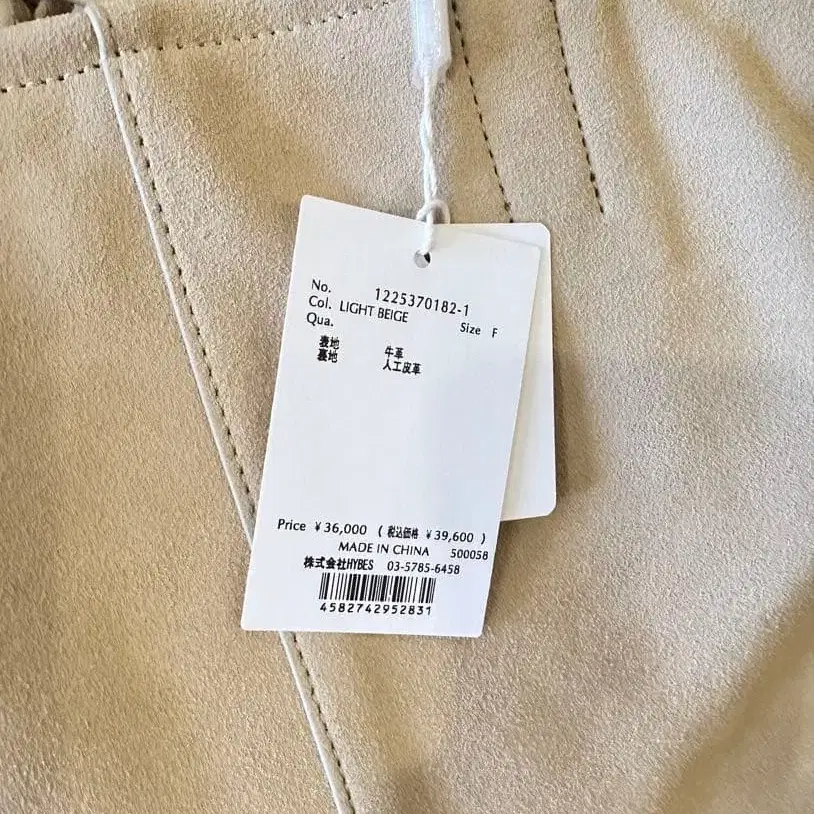 No. 1225370182-1
Col. LIGHT BEIGE Size F
Qua.
表地 牛革
裏地 人工皮革
Price ¥36,000 (税込価格 ¥39,600)
MADE IN CHINA 500058
株式会社HYBES 03-5785-6458
4582742952831